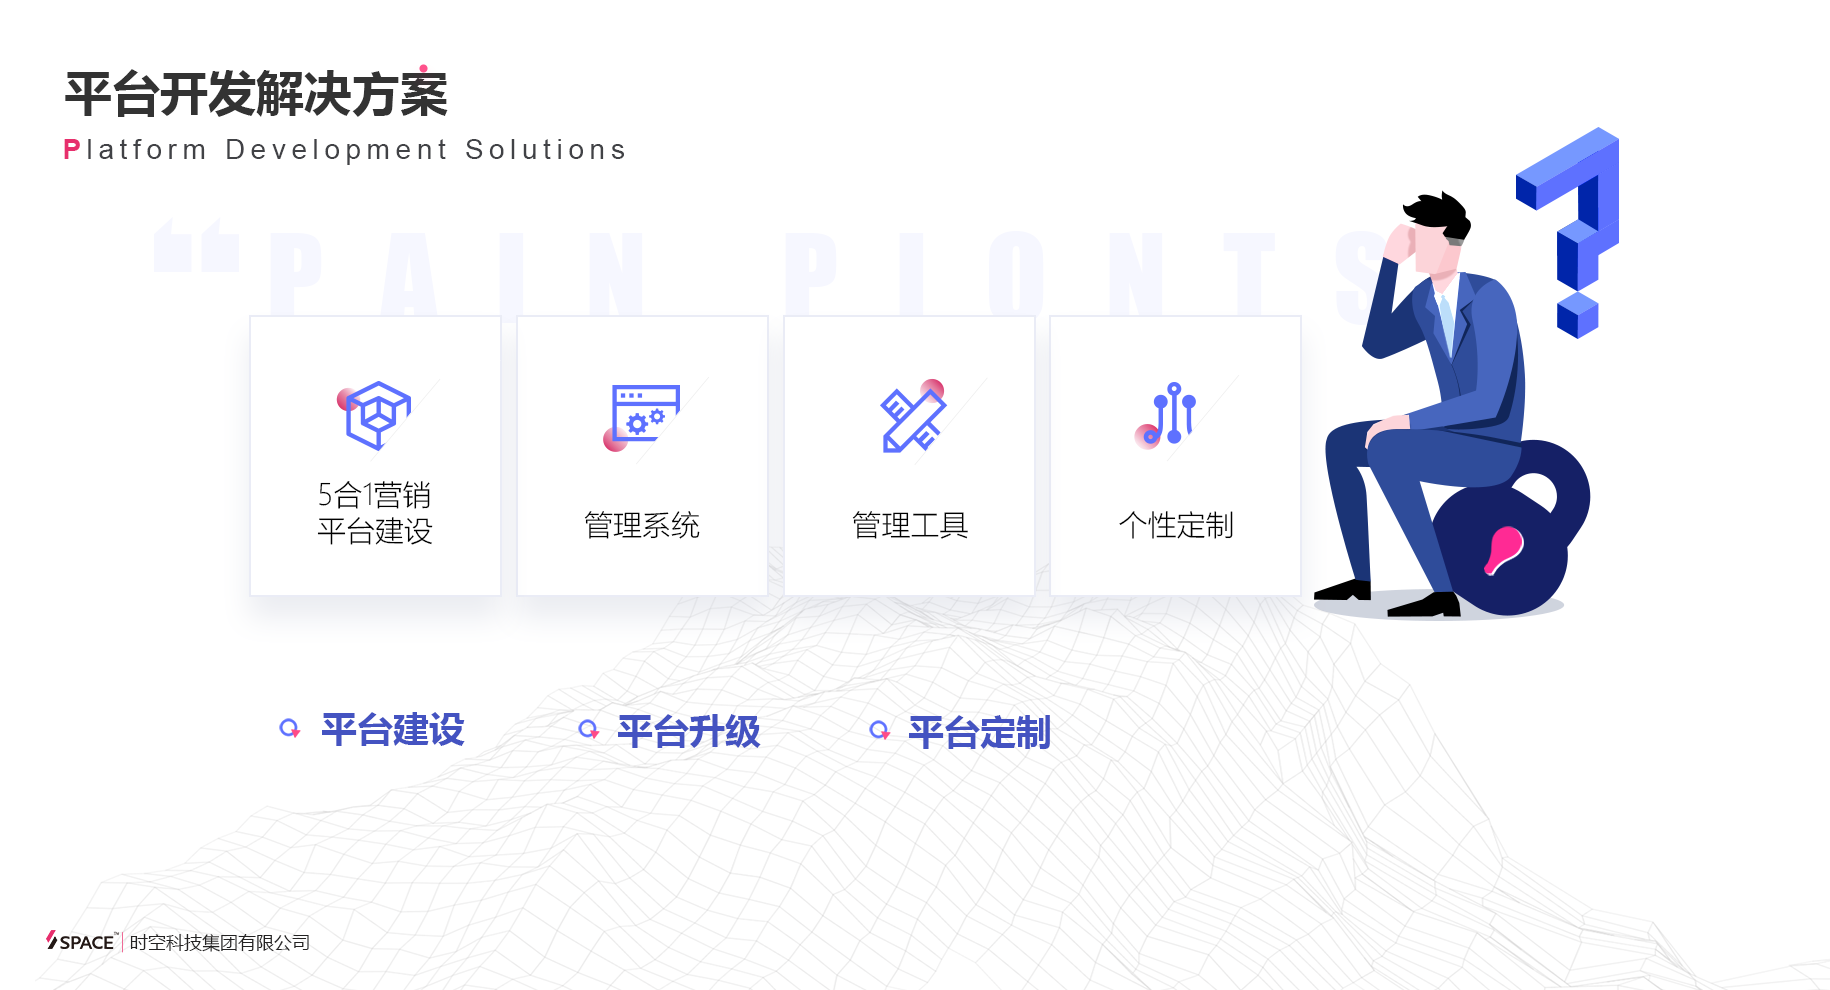 平台开发解决方案
Platform Development Solutions
“PAIN PIONTS
5合1营销
平台建设
管理系统
管理工具
个性定制
平台建设
平台升级
平台定制
SPACE™ 时空科技集团有限公司